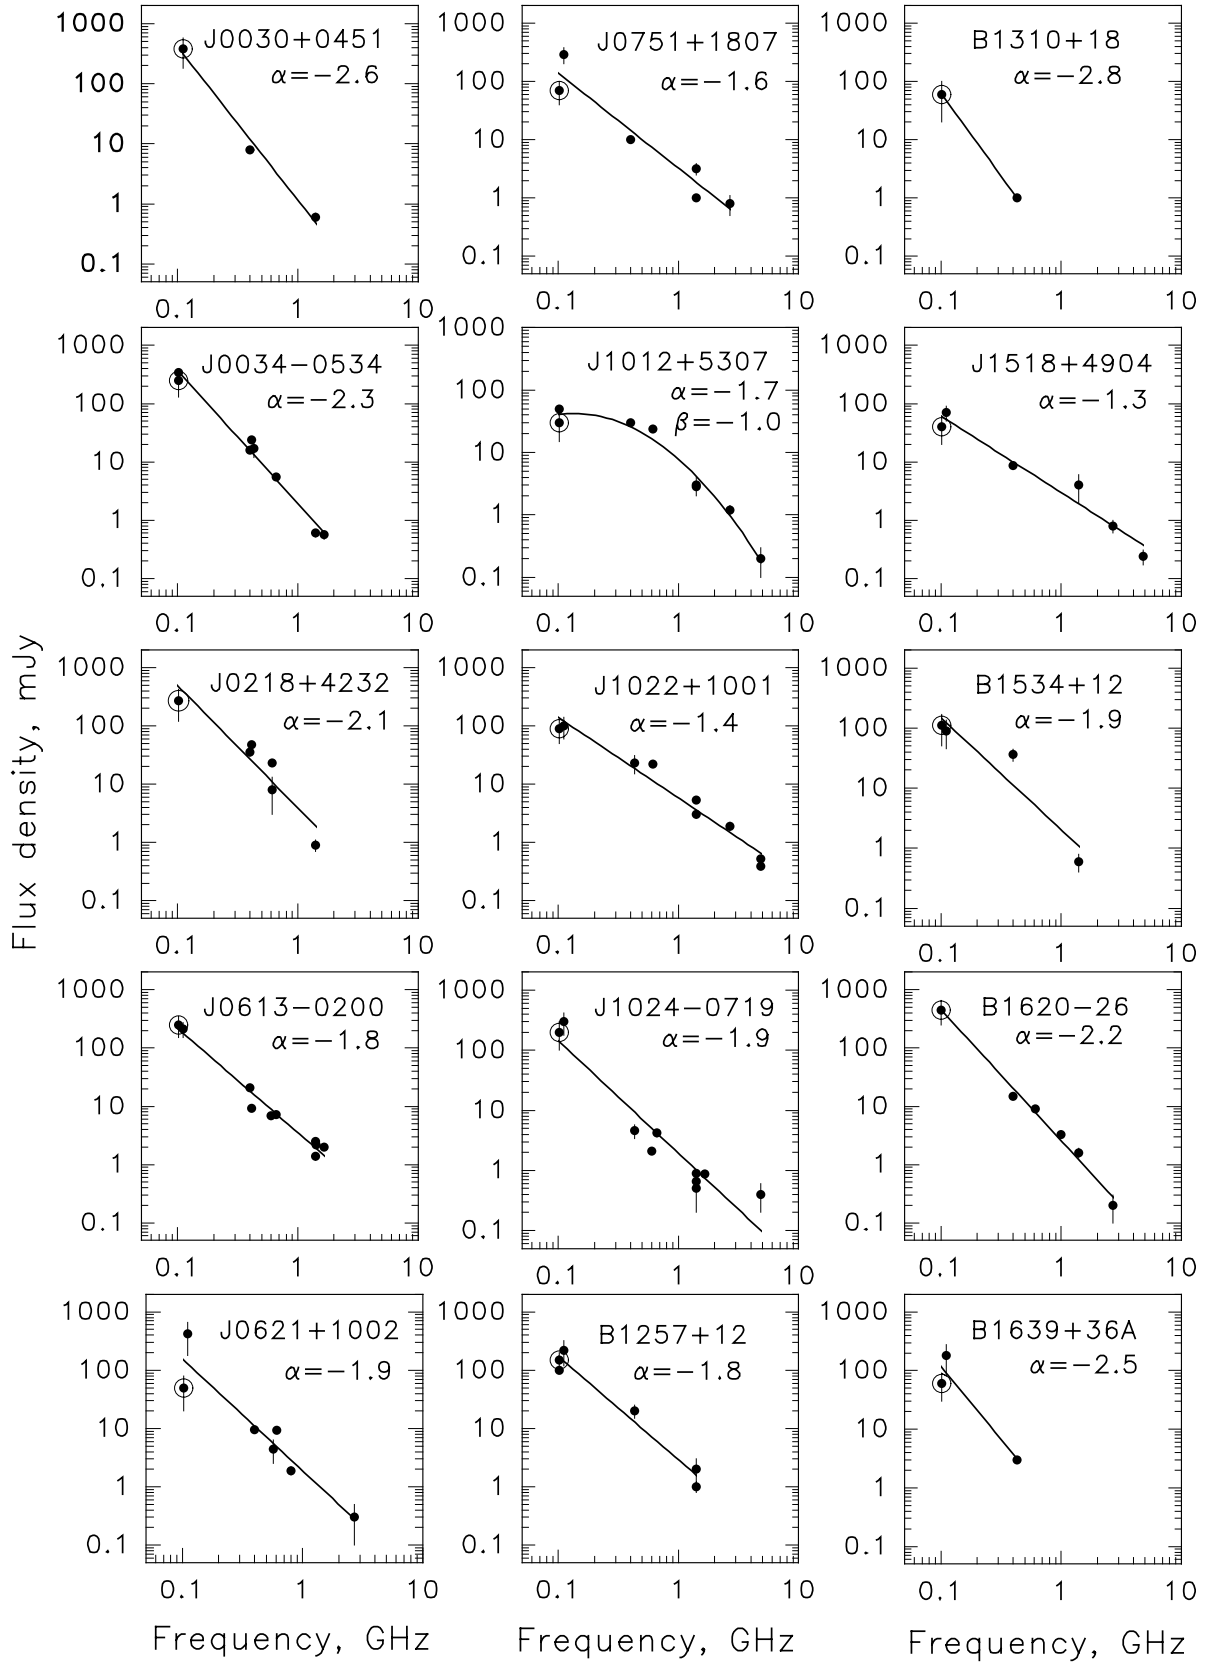 J0030+0451
α=−2.6
1000
100
10
1
0.1
0.1 1 10
J0751+1807
α=−1.6
1000
100
10
1
0.1
0.1 1 10
B1310+18
α=−2.8
1000
100
10
1
0.1
0.1 1 10
J0034−0534
α=−2.3
1000
100
10
1
0.1
0.1 1 10
J1012+5307
α=−1.7
β=−1.0
1000
100
10
1
0.1
0.1 1 10
J1518+4904
α=−1.3
1000
100
10
1
0.1
0.1 1 10
Flux density, mJy
J0218+4232
α=−2.1
1000
100
10
1
0.1
0.1 1 10
J1022+1001
α=−1.4
1000
100
10
1
0.1
0.1 1 10
B1534+12
α=−1.9
1000
100
10
1
0.1
0.1 1 10
J0613−0200
α=−1.8
1000
100
10
1
0.1
0.1 1 10
J1024−0719
α=−1.9
1000
100
10
1
0.1
0.1 1 10
B1620−26
α=−2.2
1000
100
10
1
0.1
0.1 1 10
J0621+1002
α=−1.9
1000
100
10
1
0.1
0.1 1 10
B1257+12
α=−1.8
1000
100
10
1
0.1
0.1 1 10
B1639+36A
α=−2.5
1000
100
10
1
0.1
0.1 1 10
Frequency, GHz
Frequency, GHz
Frequency, GHz